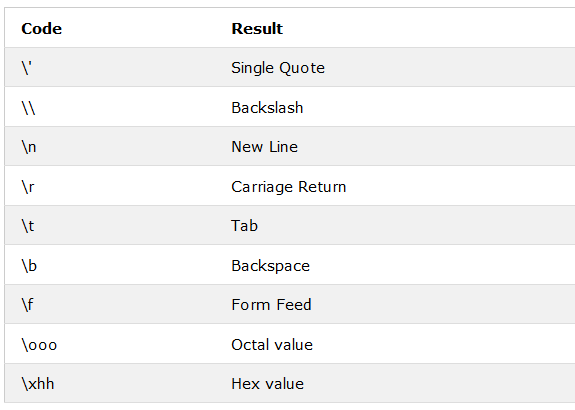 Code Result
\' Single Quote
\\ Backslash
\n New Line
\r Carriage Return
\t Tab
\b Backspace
\f Form Feed
\ooo Octal value
\xhh Hex value